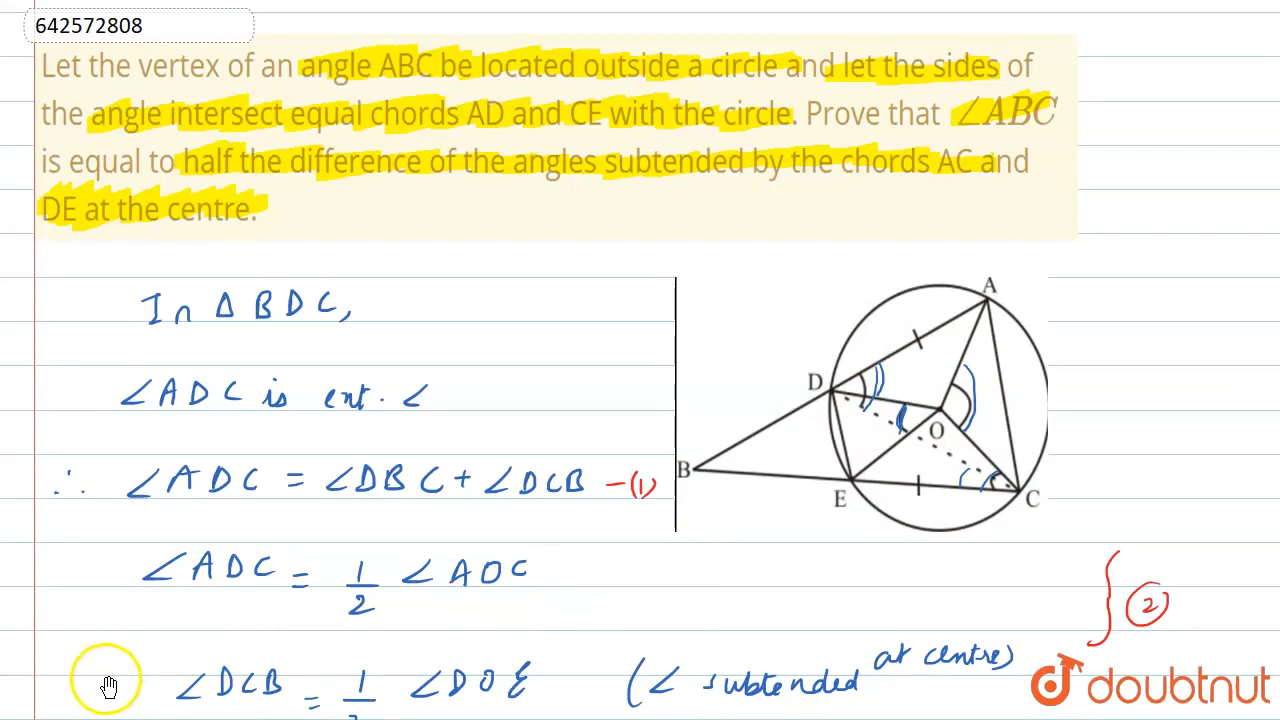 642572808
Let the vertex of an angle ABC be located outside a circle and let the sides of
the angle intersect equal chords AD and CE with the circle. Prove that ∠ABC
is equal to half the difference of the angles subtended by the chords AC and
DE at the centre.
In Δ BDC,
∠ADC is ext. ∠
∴ ∠ADC = ∠DBC + ∠DCB —(1)
∠ADC = 1/2 ∠AOC
∠DCB = 1/ ∠DOE (∠ subtended at centre)
} (2)
A
D
O
B
E
C
doubtnut